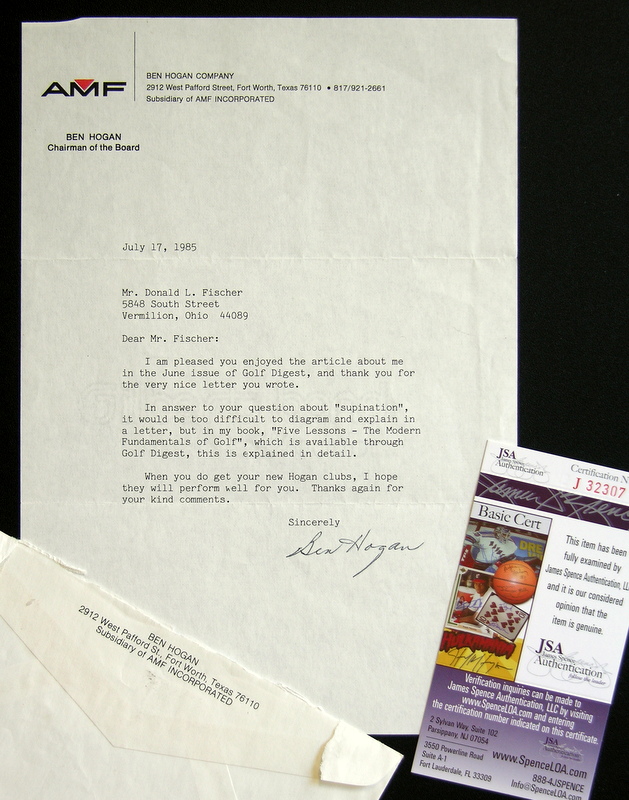 AMF
BEN HOGAN COMPANY
2912 West Pafford Street, Fort Worth, Texas 76110 • 817/921-2661
Subsidiary of AMF INCORPORATED
BEN HOGAN
Chairman of the Board
July 17, 1985
Mr. Donald L. Fischer
5848 South Street
Vermilion, Ohio 44089
Dear Mr. Fischer:
I am pleased you enjoyed the article about me
in the June issue of Golf Digest, and thank you for
the very nice letter you wrote.
In answer to your question about "supination",
it would be too difficult to diagram and explain in
a letter, but in my book, "Five Lessons - The Modern
Fundamentals of Golf", which is available through
Golf Digest, this is explained in detail.
When you do get your new Hogan clubs, I hope
they will perform well for you. Thanks again for
your kind comments.
Sincerely
Ben Hogan
BEN HOGAN
2912 West Pafford St., Fort Worth, Texas 76110
Subsidiary of AMF INCORPORATED
JSA
Authentication
Certification N
J 32307
Basic Cert
This item has been
fully examined by
James Spence Authentication, LL
and it is our considered
opinion that the
item is genuine.
JSA
James Spence
Authentication
Verification inquiries can be made to
James Spence Authentication, LLC by visiting
www.SpenceLOA.com and entering
the certification number indicated on this certificate.
2 Sylvan Way, Suite 102
Parsippany, NJ 07054
3550 Powerline Road
Suite A-1
Fort Lauderdale, FL 33309
JSA
www.SpenceLOA.com
888-4JSPENCE
Info@SpenceLOA.com